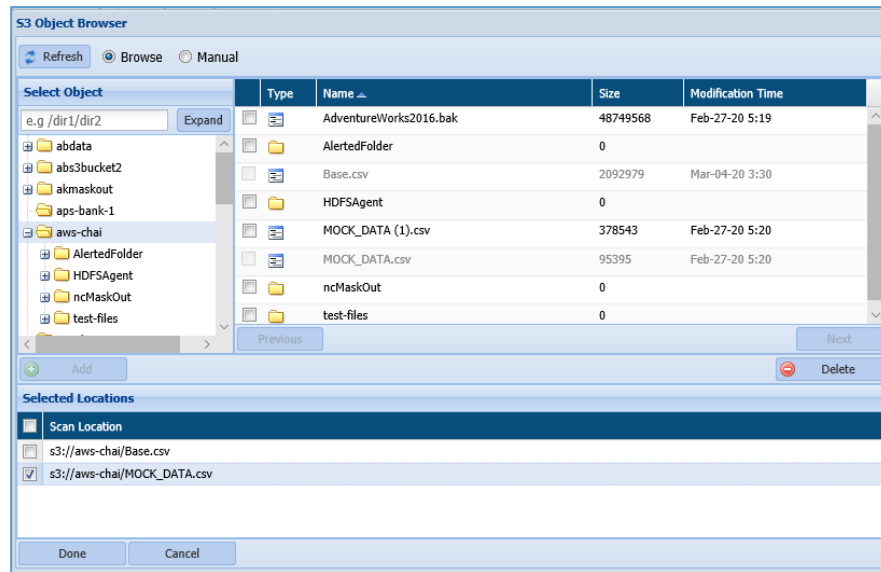 S3 Object Browser
Refresh Browse Manual
Select Object
e.g /dir1/dir2 Expand
abdata
abs3bucket2
akmaskout
aps-bank-1
aws-chai
AlertedFolder
HDFSAgent
ncMaskOut
test-files
Type Name Size Modification Time
AdventureWorks2016.bak 48749568 Feb-27-20 5:19
AlertedFolder 0
Base.csv 2092979 Mar-04-20 3:30
HDFSAgent 0
MOCK_DATA (1).csv 378543 Feb-27-20 5:20
MOCK_DATA.csv 95395 Feb-27-20 5:20
ncMaskOut 0
test-files 0
Previous Next
Add Delete
Selected Locations
Scan Location
s3://aws-chai/Base.csv
s3://aws-chai/MOCK_DATA.csv
Done Cancel